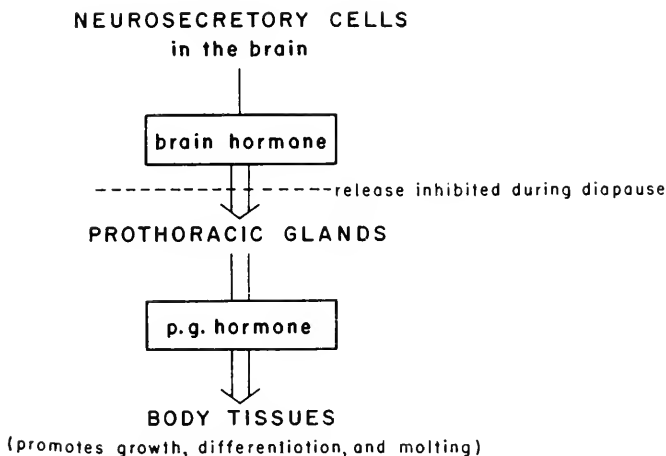 NEUROSECRETORY CELLS
in the brain
brain hormone
release inhibited during diapause
PROTHORACIC GLANDS
p.g. hormone
BODY TISSUES
(promotes growth, differentiation, and molting)